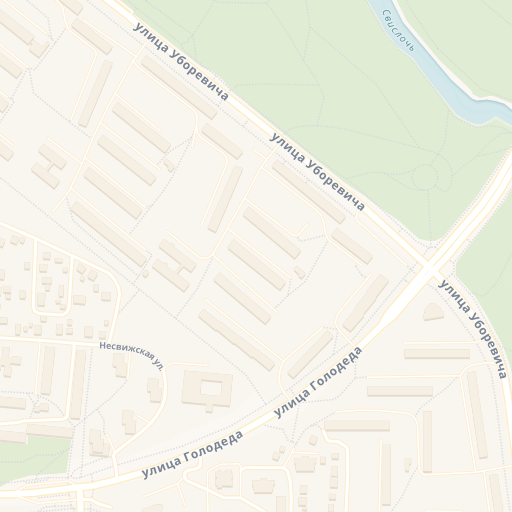 Свислочь
улица Уборевича
улица Уборевича
улица Уборевича
Несвижская ул.
улица Голодеда
улица Голодеда